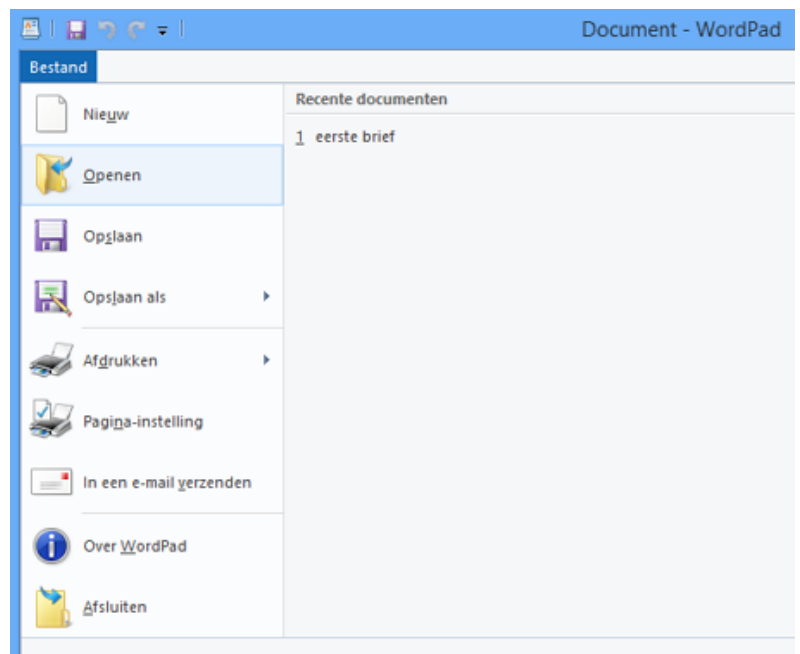 Document - WordPad
Bestand
Nieuw
Openen
Opslaan
Opslaan als
Afdrukken
Pagina-instelling
In een e-mail verzenden
Over WordPad
Afsluiten
Recente documenten
1 eerste brief